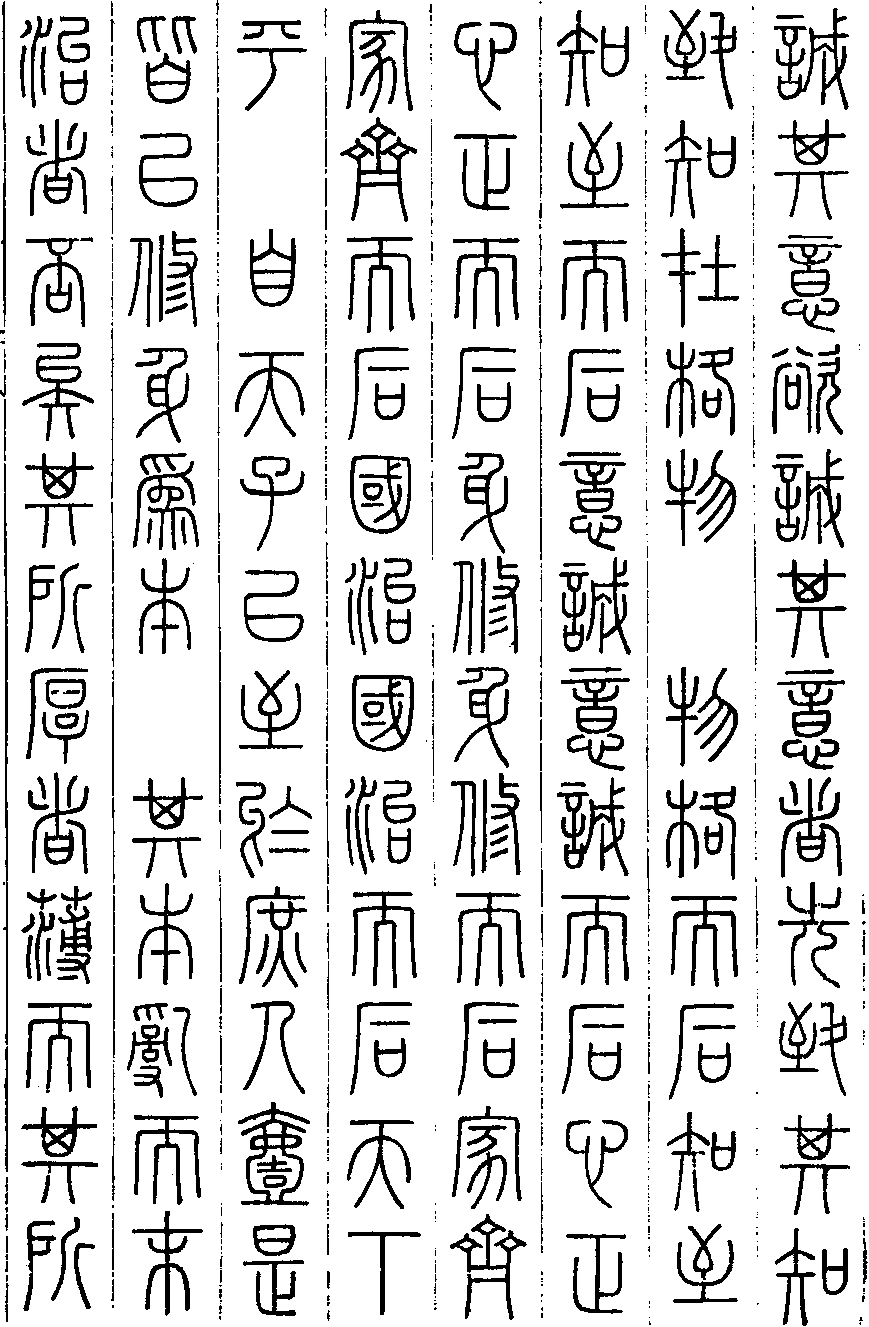 誠其意欲誠其意者先致其知
致知在格物　物格而后知至
知至而后意誠意誠而后心正
心正而后身修身修而后家齊
家齊而后國治國治而后天下
平　自天子以至於庶人壹是
皆以修身爲本　其本亂而末
治者否矣其所厚者薄而其所